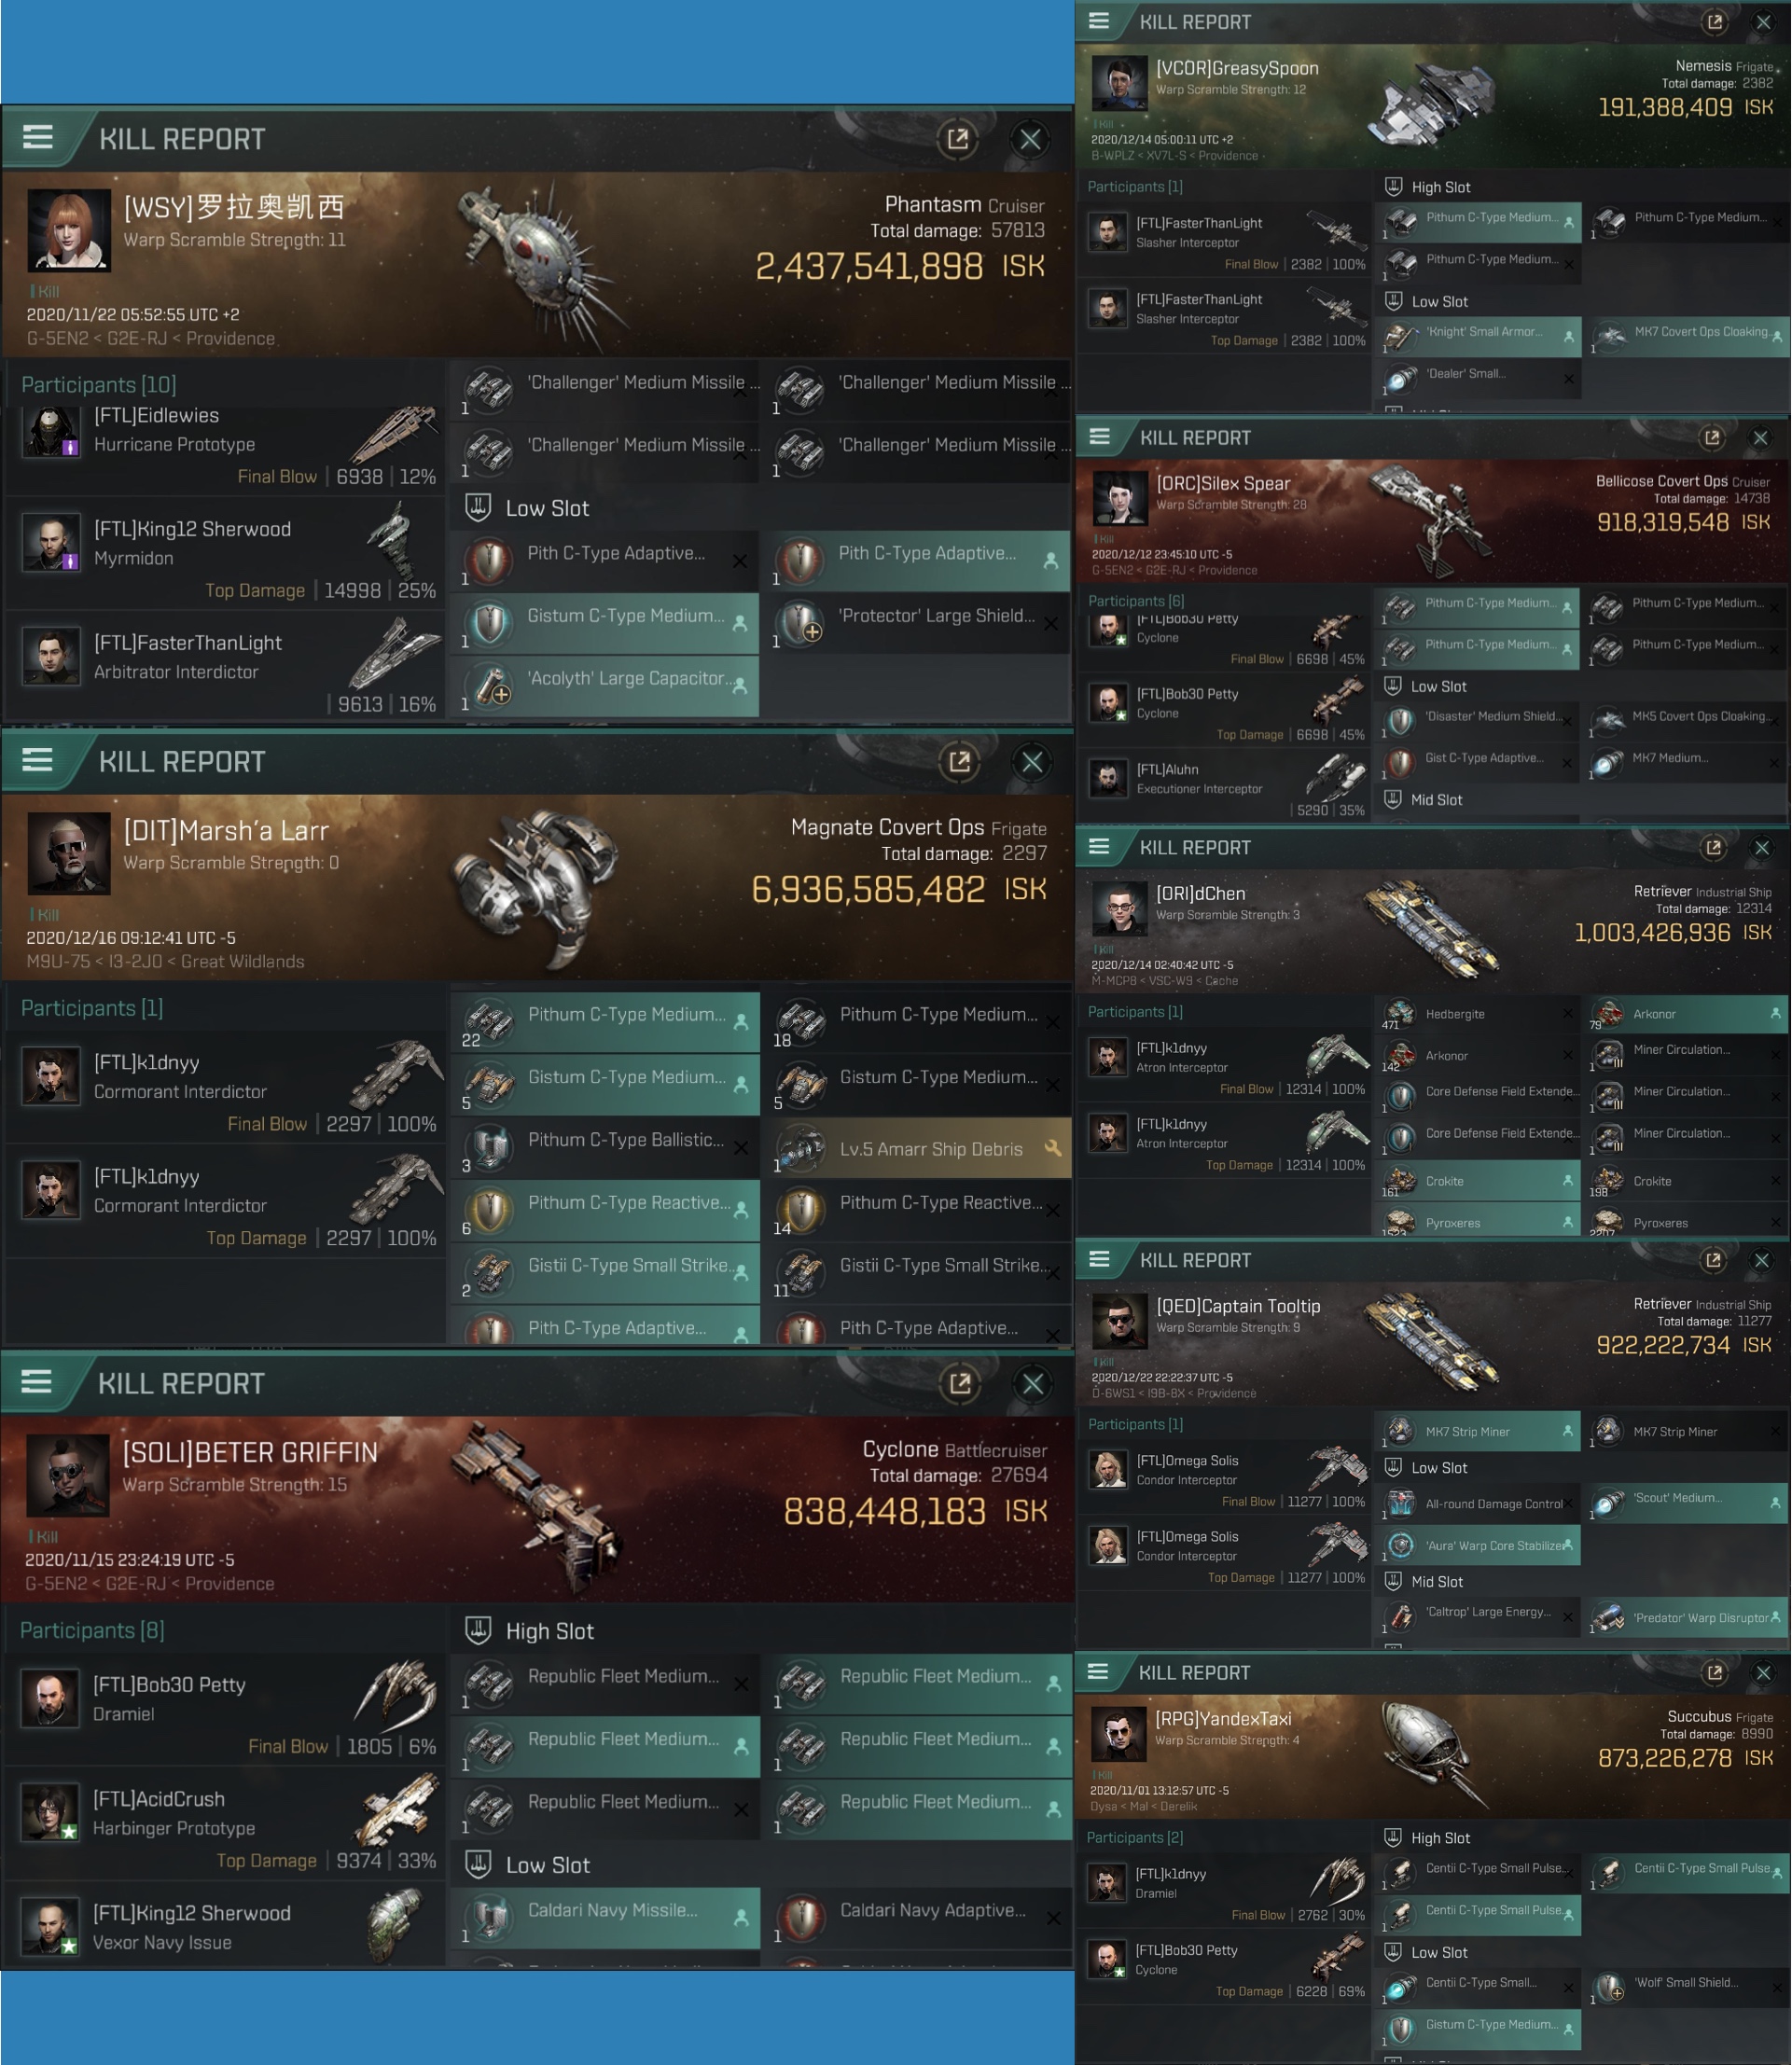 KILL REPORT
[WSY]罗拉奥凯西
Warp Scramble Strength: 11
Phantasm Cruiser
Total damage: 57813
2,437,541,898 ISK
Kill
2020/11/22 05:52:55 UTC +2
G-5EN2 < G2E-RJ < Providence
Participants [10]
[FTL]Eidlewies
Hurricane Prototype
Final Blow | 6938 | 12%
[FTL]King12 Sherwood
Myrmidon
Top Damage | 14998 | 25%
[FTL]FasterThanLight
Arbitrator Interdictor
| 9613 | 16%
1 'Challenger' Medium Missile ...
1 'Challenger' Medium Missile ...
1 'Challenger' Medium Missile ...
1 'Challenger' Medium Missile ...
Low Slot
1 Pith C-Type Adaptive...
1 Pith C-Type Adaptive...
1 Gistum C-Type Medium...
1 'Protector' Large Shield...
1 'Acolyth' Large Capacitor...
KILL REPORT
[DIT]Marsh'a Larr
Warp Scramble Strength: 0
Magnate Covert Ops Frigate
Total damage: 2297
6,936,585,482 ISK
Kill
2020/12/16 09:12:41 UTC -5
M9U-75 < I3-2J0 < Great Wildlands
Participants [1]
[FTL]k1dnyy
Cormorant Interdictor
Final Blow | 2297 | 100%
[FTL]k1dnyy
Cormorant Interdictor
Top Damage | 2297 | 100%
22 Pithum C-Type Medium...
18 Pithum C-Type Medium...
5 Gistum C-Type Medium...
5 Gistum C-Type Medium...
3 Pithum C-Type Ballistic...
1 Lv.5 Amarr Ship Debris
6 Pithum C-Type Reactive...
14 Pithum C-Type Reactive...
2 Gistii C-Type Small Strike...
11 Gistii C-Type Small Strike...
Pith C-Type Adaptive...
Pith C-Type Adaptive...
KILL REPORT
[SOLI]BETER GRIFFIN
Warp Scramble Strength: 15
Cyclone Battlecruiser
Total damage: 27694
838,448,183 ISK
Kill
2020/11/15 23:24:19 UTC -5
G-5EN2 < G2E-RJ < Providence
Participants [8]
[FTL]Bob30 Petty
Dramiel
Final Blow | 1805 | 6%
[FTL]AcidCrush
Harbinger Prototype
Top Damage | 9374 | 33%
[FTL]King12 Sherwood
Vexor Navy Issue
High Slot
1 Republic Fleet Medium...
1 Republic Fleet Medium...
1 Republic Fleet Medium...
1 Republic Fleet Medium...
1 Republic Fleet Medium...
1 Republic Fleet Medium...
Low Slot
1 Caldari Navy Missile...
1 Caldari Navy Adaptive...
KILL REPORT
[VCOR]GreasySpoon
Warp Scramble Strength: 12
Nemesis Frigate
Total damage: 2382
191,388,409 ISK
Kill
2020/12/14 05:00:11 UTC +2
B-WPLZ < XV7L-S < Providence
Participants [1]
[FTL]FasterThanLight
Slasher Interceptor
Final Blow | 2382 | 100%
[FTL]FasterThanLight
Slasher Interceptor
Top Damage | 2382 | 100%
High Slot
1 Pithum C-Type Medium...
1 Pithum C-Type Medium...
1 Pithum C-Type Medium...
Low Slot
1 'Knight' Small Armor...
1 MK7 Covert Ops Cloaking...
1 'Dealer' Small...
KILL REPORT
[ORC]Silex Spear
Warp Scramble Strength: 28
Bellicose Covert Ops Cruiser
Total damage: 14738
918,319,548 ISK
Kill
2020/12/12 23:45:10 UTC -5
G-5EN2 < G2E-RJ < Providence
Participants [6]
[FTL]Bob30 Petty
Cyclone
Final Blow | 6698 | 45%
[FTL]Bob30 Petty
Cyclone
Top Damage | 6698 | 45%
[FTL]Aluhn
Executioner Interceptor
| 5290 | 35%
1 Pithum C-Type Medium...
1 Pithum C-Type Medium...
1 Pithum C-Type Medium...
1 Pithum C-Type Medium...
Low Slot
1 'Disaster' Medium Shield...
1 MK5 Covert Ops Cloaking...
1 Gist C-Type Adaptive...
1 MK7 Medium...
Mid Slot
KILL REPORT
[ORI]dChen
Warp Scramble Strength: 3
Retriever Industrial Ship
Total damage: 12314
1,003,426,936 ISK
Kill
2020/12/14 02:40:42 UTC -5
M-MCP8 < VSC-W9 < Cache
Participants [1]
[FTL]k1dnyy
Atron Interceptor
Final Blow | 12314 | 100%
[FTL]k1dnyy
Atron Interceptor
Top Damage | 12314 | 100%
471 Hedbergite
79 Arkonor
142 Arkonor
1 Miner Circulation...
1 Core Defense Field Extende...
1 Miner Circulation...
1 Core Defense Field Extende...
1 Miner Circulation...
161 Crokite
198 Crokite
1523 Pyroxeres
2207 Pyroxeres
KILL REPORT
[QED]Captain Tooltip
Warp Scramble Strength: 9
Retriever Industrial Ship
Total damage: 11277
922,222,734 ISK
Kill
2020/12/22 22:22:37 UTC -5
D-6WS1 < I9B-8X < Providence
Participants [1]
[FTL]Omega Solis
Condor Interceptor
Final Blow | 11277 | 100%
[FTL]Omega Solis
Condor Interceptor
Top Damage | 11277 | 100%
1 MK7 Strip Miner
1 MK7 Strip Miner
Low Slot
1 All-round Damage Control
1 'Scout' Medium...
1 'Aura' Warp Core Stabilizer
Mid Slot
1 'Caltrop' Large Energy...
1 'Predator' Warp Disruptor
KILL REPORT
[RPG]YandexTaxi
Warp Scramble Strength: 4
Succubus Frigate
Total damage: 8990
873,226,278 ISK
Kill
2020/11/01 13:12:57 UTC -5
Dysa < Mal < Derelik
Participants [2]
[FTL]k1dnyy
Dramiel
Final Blow | 2762 | 30%
[FTL]Bob30 Petty
Cyclone
Top Damage | 6228 | 69%
High Slot
1 Centii C-Type Small Pulse...
1 Centii C-Type Small Pulse...
1 Centii C-Type Small Pulse...
Low Slot
1 Centii C-Type Small...
1 'Wolf' Small Shield...
1 Gistum C-Type Medium...